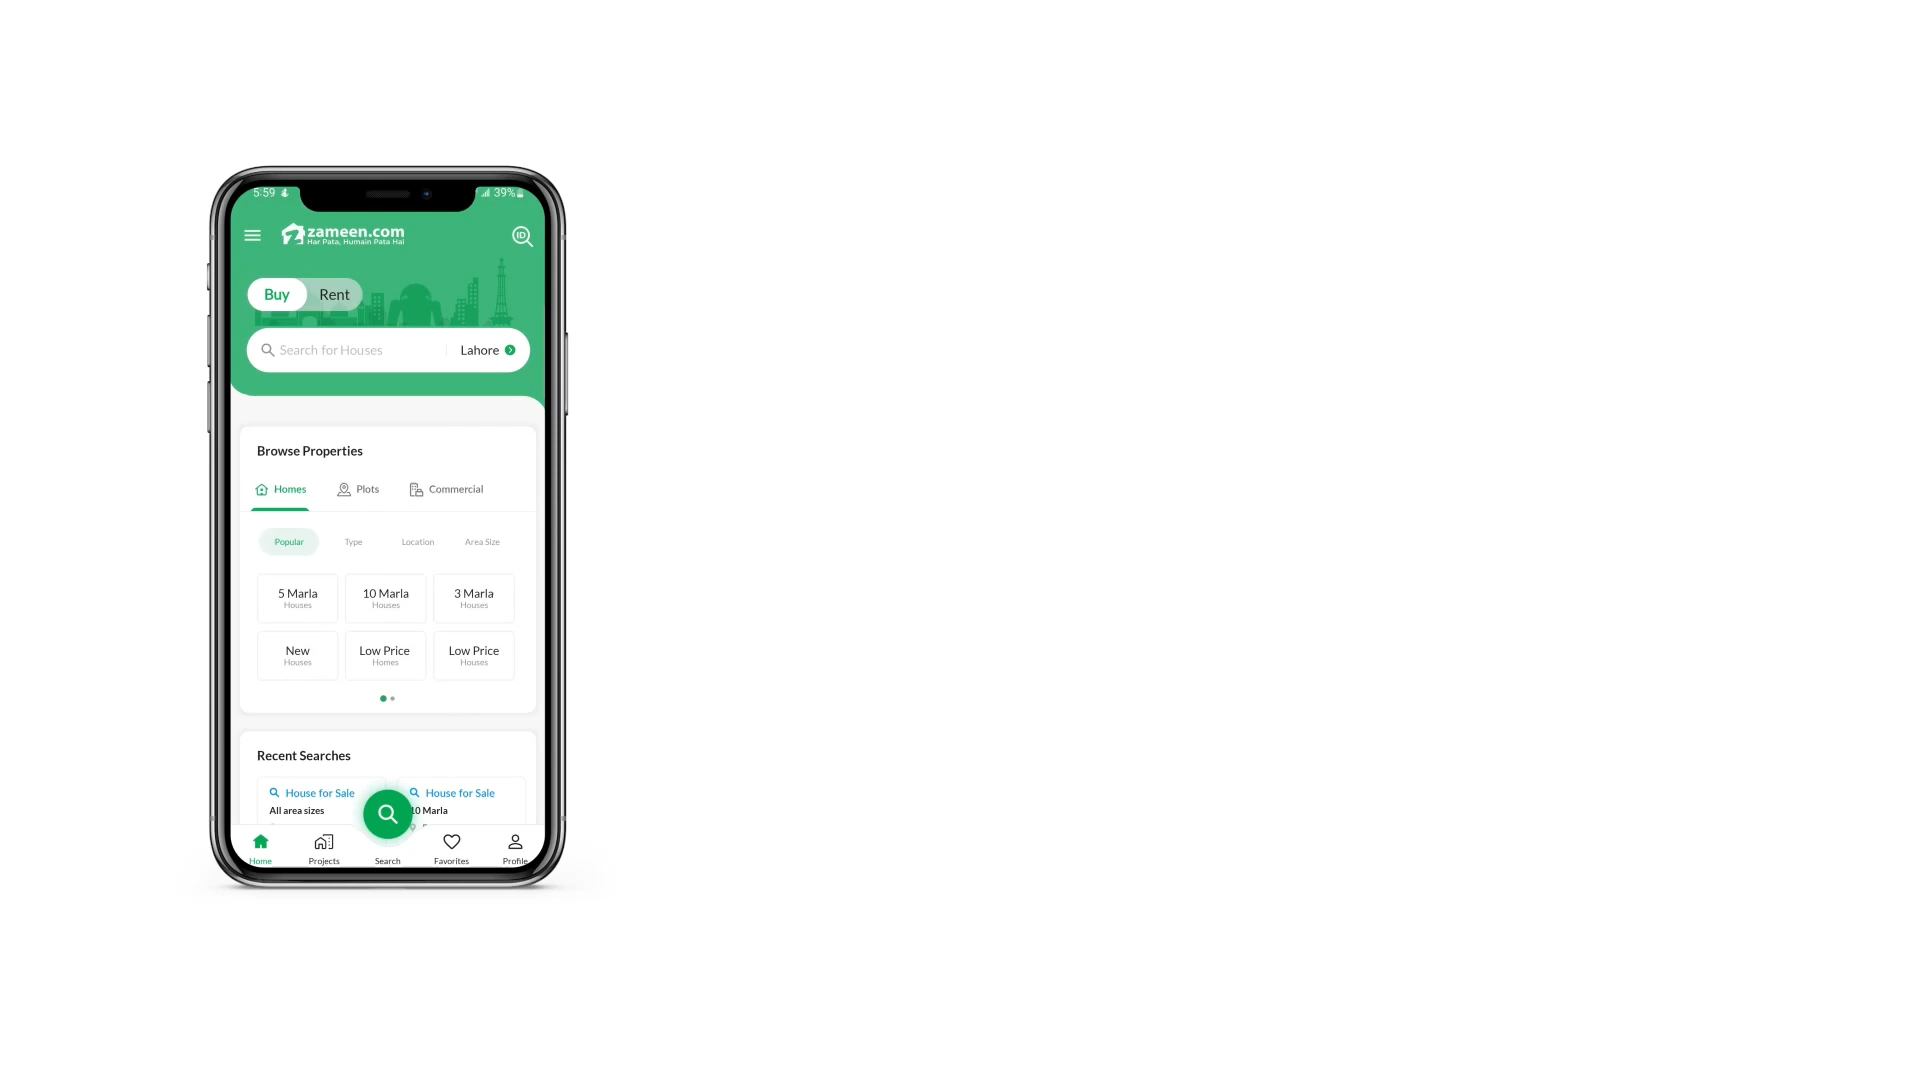 5:59
39%
zameen.com
Har Pata, Humain Pata Hai
ID
Buy
Rent
Search for Houses
Lahore
Browse Properties
Homes
Plots
Commercial
Popular
Type
Location
Area Size
5 Marla
Houses
10 Marla
Houses
3 Marla
Houses
New
Houses
Low Price
Homes
Low Price
Houses
Recent Searches
House for Sale
All area sizes
House for Sale
10 Marla
Home
Projects
Search
Favorites
Profile